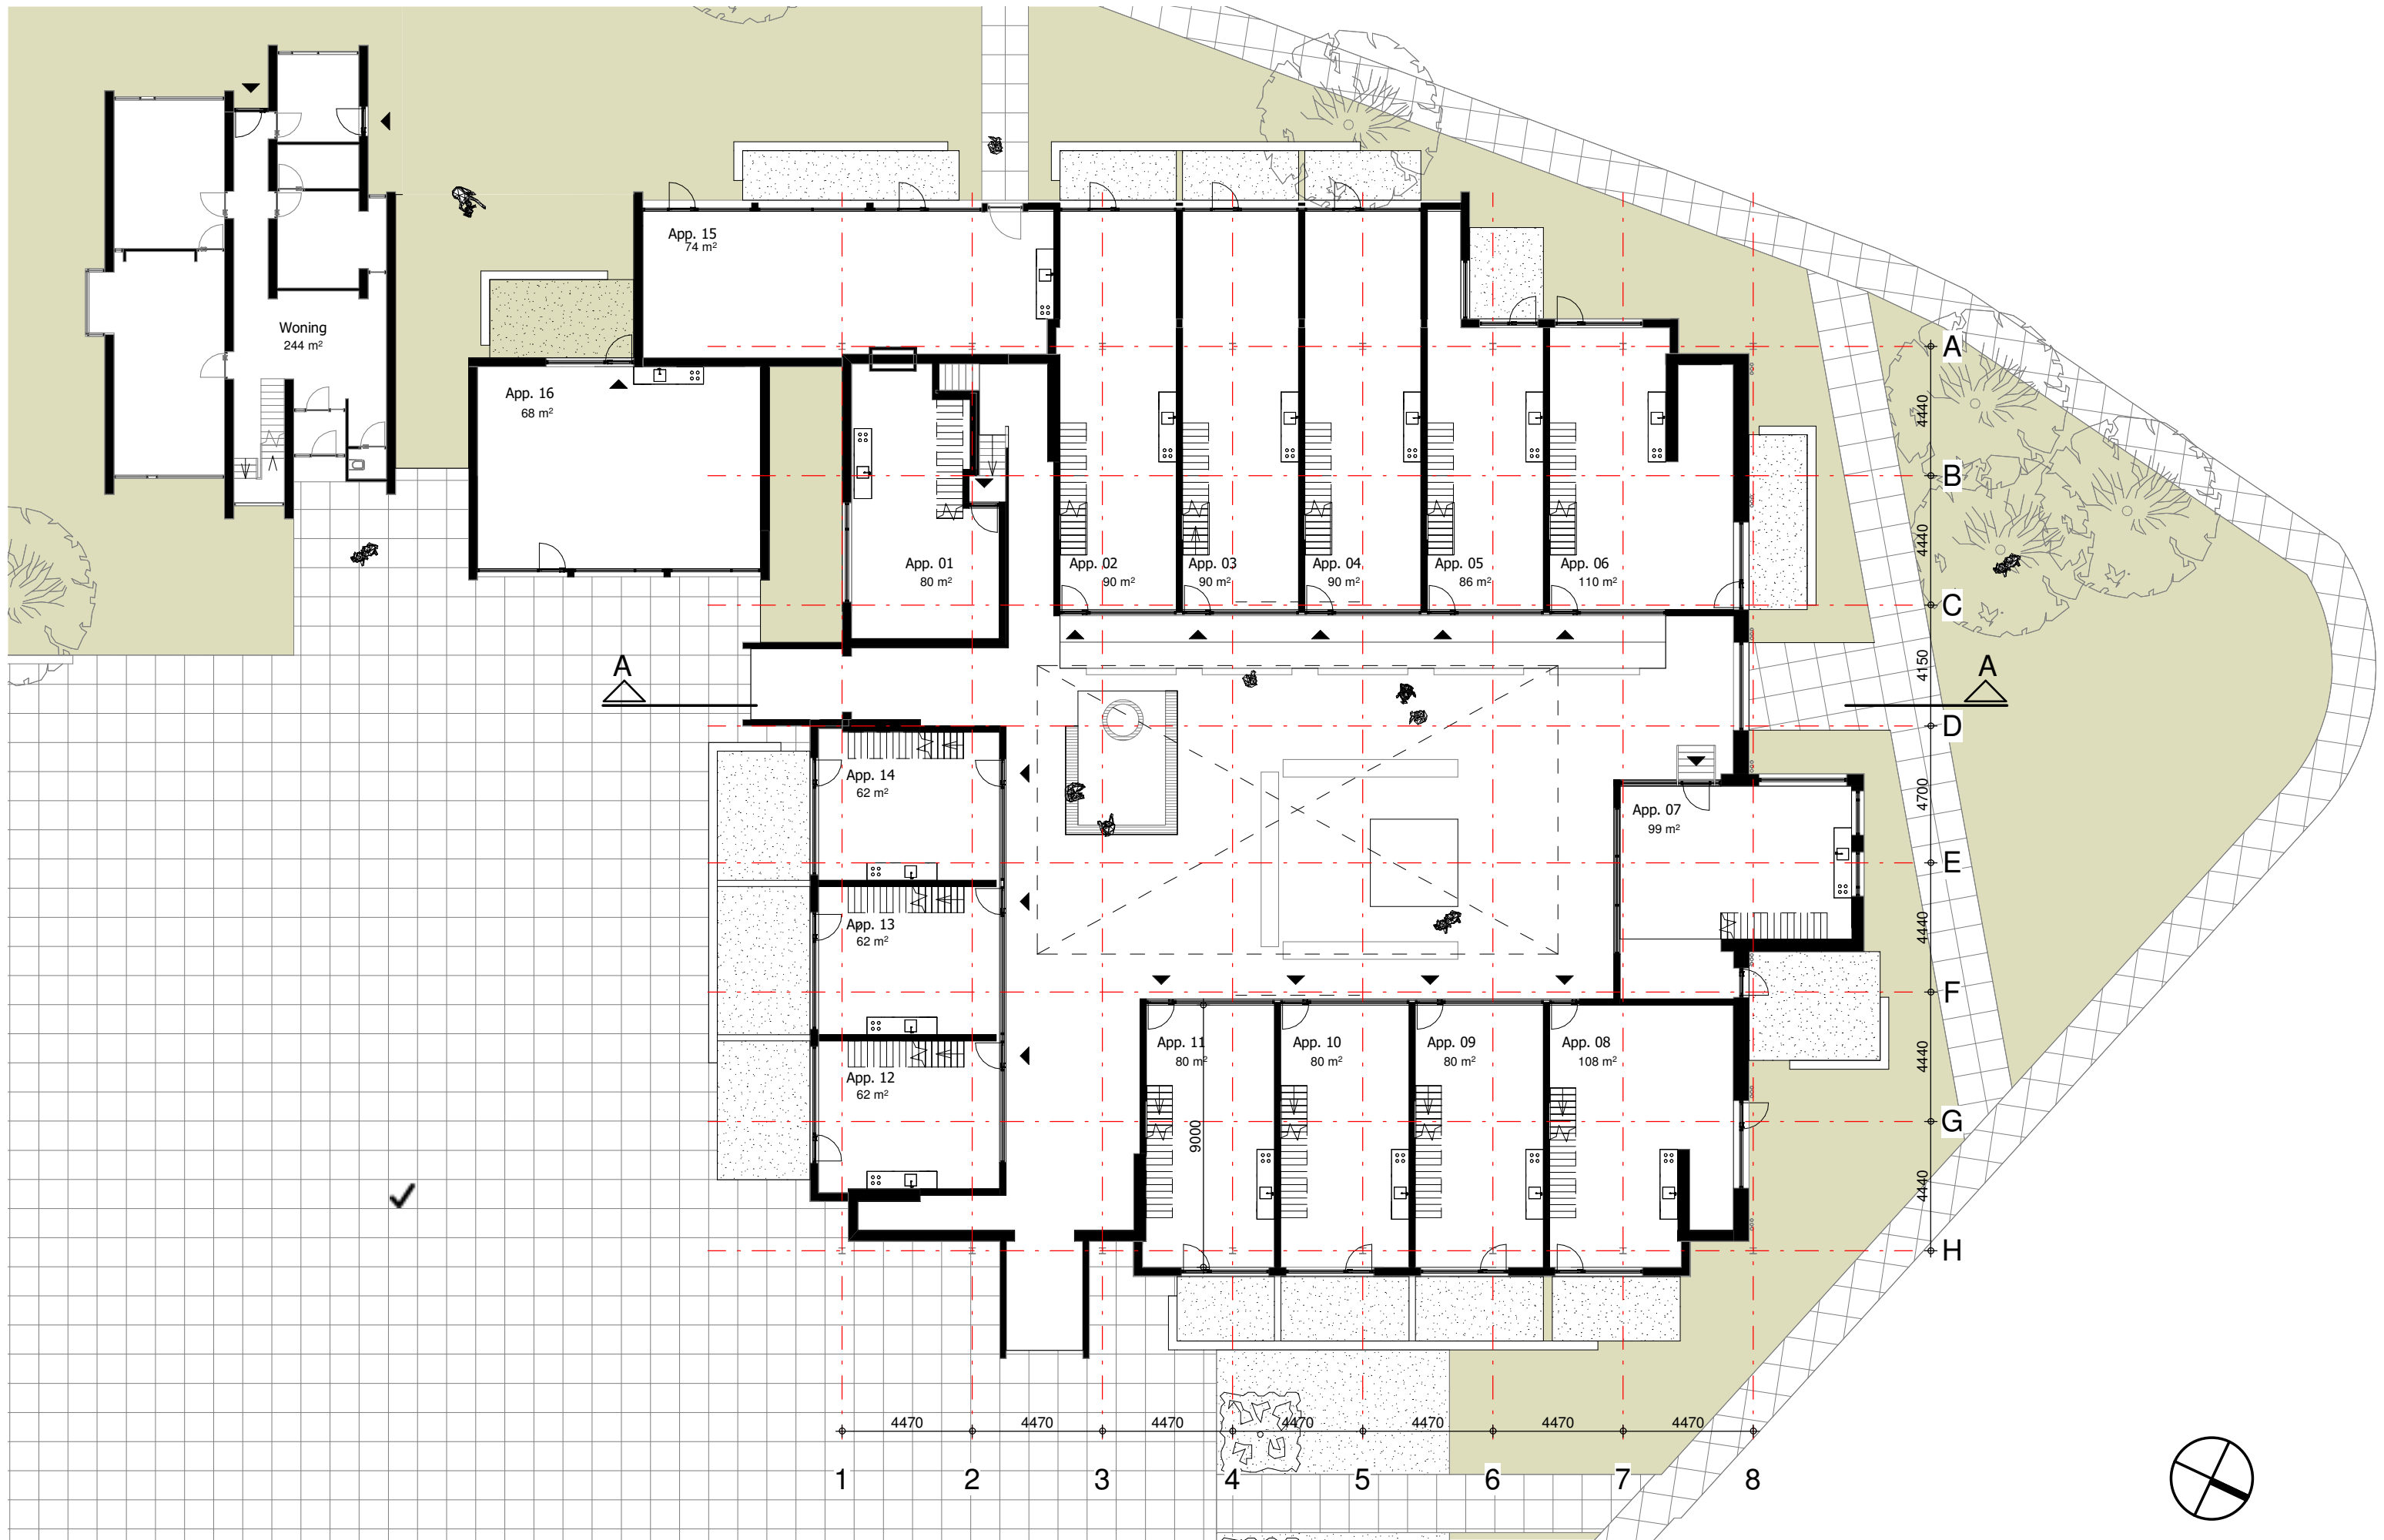 App. 15
74 m²
Woning
244 m²
A
App. 16
68 m²
4440
B
4440
App. 01
80 m²
App. 02
90 m²
App. 03
90 m²
App. 04
90 m²
App. 05
86 m²
App. 06
110 m²
C
A
4150
A
D
App. 14
62 m²
4700
App. 07
99 m²
E
App. 13
62 m²
4440
F
App. 11
80 m²
App. 10
80 m²
App. 09
80 m²
App. 08
108 m²
4440
App. 12
62 m²
9000
G
4440
H
4470
4470
4470
4470
4470
4470
4470
1
2
3
4
5
6
7
8